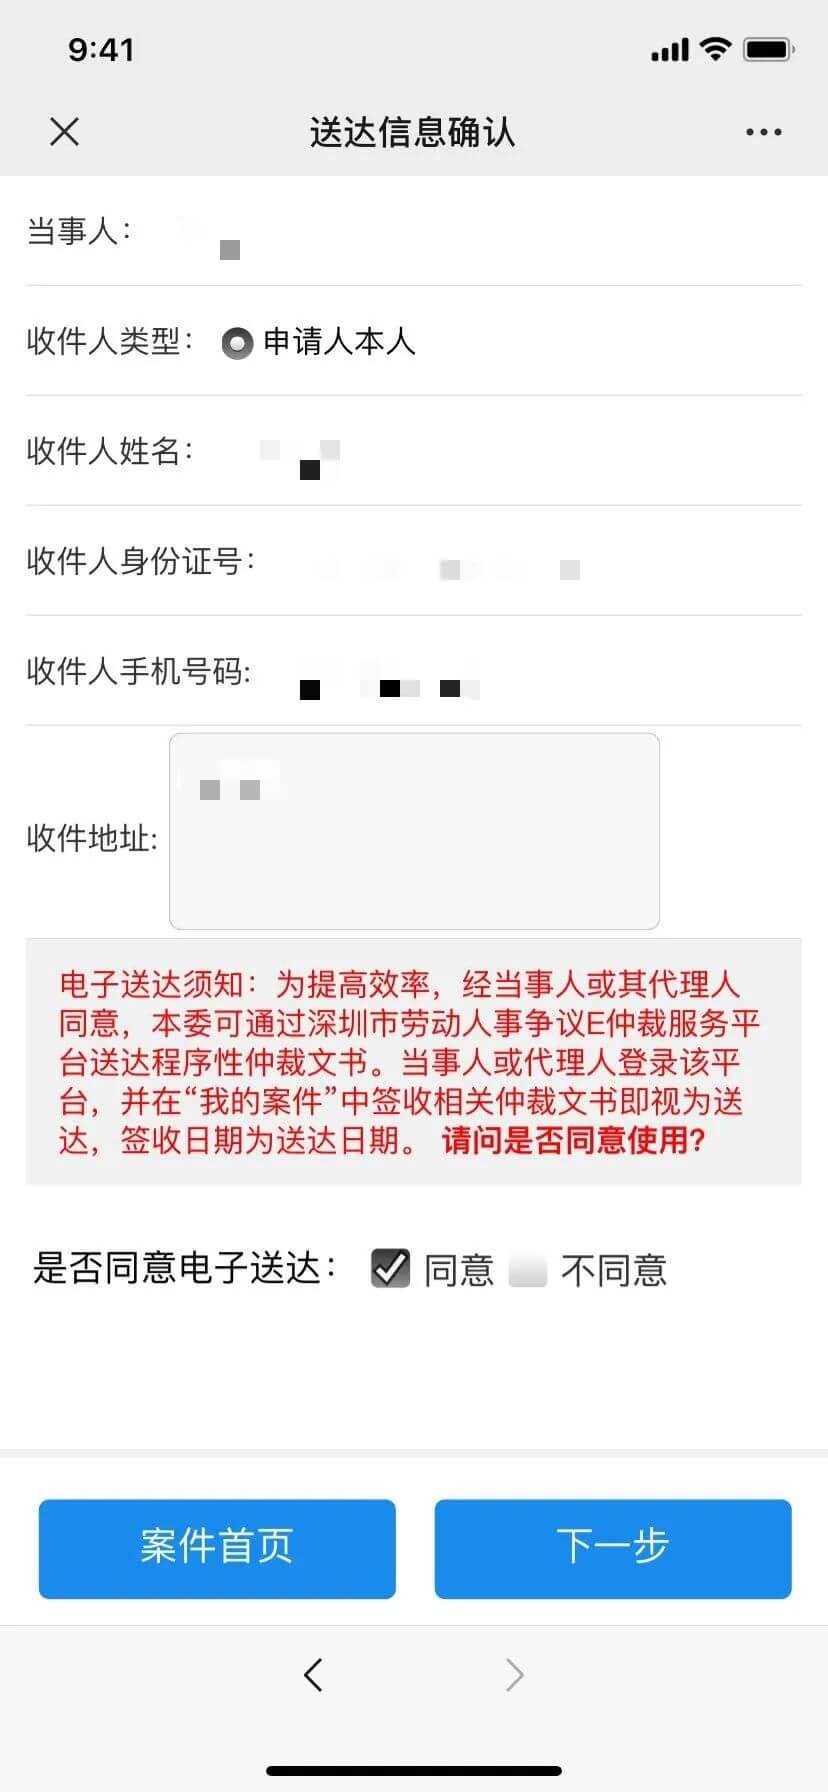 9:41
送达信息确认
当事人：
收件人类型： 申请人本人
收件人姓名：
收件人身份证号：
收件人手机号码:
收件地址:
电子送达须知：为提高效率，经当事人或其代理人
同意，本委可通过深圳市劳动人事争议E仲裁服务平
台送达程序性仲裁文书。当事人或代理人登录该平
台，并在“我的案件”中签收相关仲裁文书即视为送
达，签收日期为送达日期。 请问是否同意使用？
是否同意电子送达： 同意 不同意
案件首页 下一步